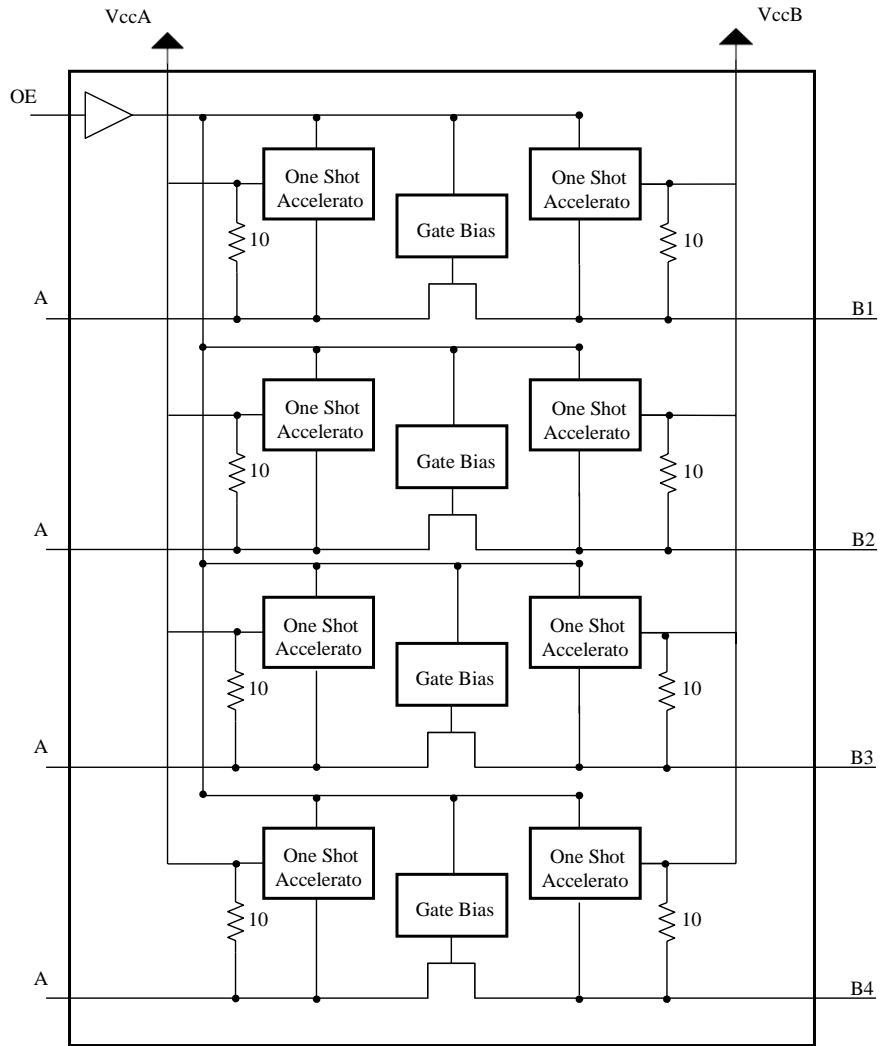 VccA
VccB
OE
One Shot
Accelerato
One Shot
Accelerato
Gate Bias
10
10
A
B1
One Shot
Accelerato
One Shot
Accelerato
Gate Bias
10
10
A
B2
One Shot
Accelerato
One Shot
Accelerato
Gate Bias
10
10
A
B3
One Shot
Accelerato
One Shot
Accelerato
Gate Bias
10
10
A
B4